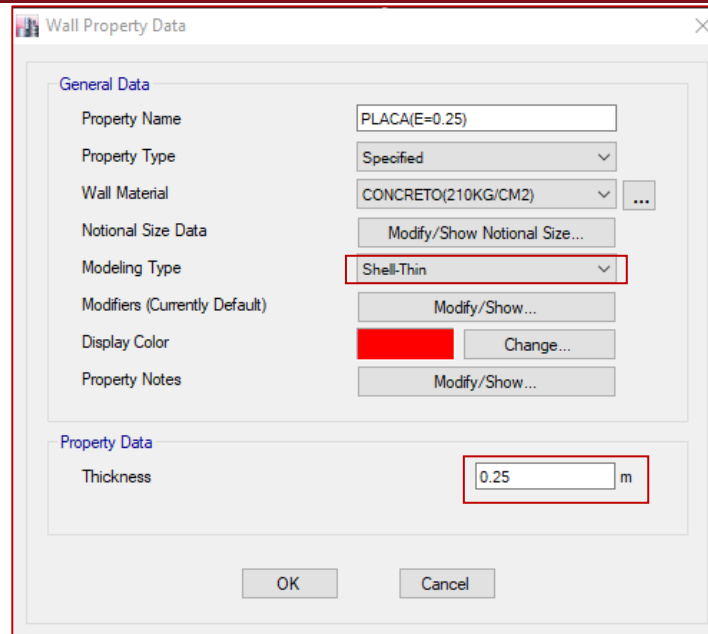 Wall Property Data
General Data
Property Name PLACA(E=0.25)
Property Type Specified
Wall Material CONCRETO(210KG/CM2) ...
Notional Size Data Modify/Show Notional Size...
Modeling Type Shell-Thin
Modifiers (Currently Default) Modify/Show...
Display Color Change...
Property Notes Modify/Show...
Property Data
Thickness 0.25 m
OK Cancel